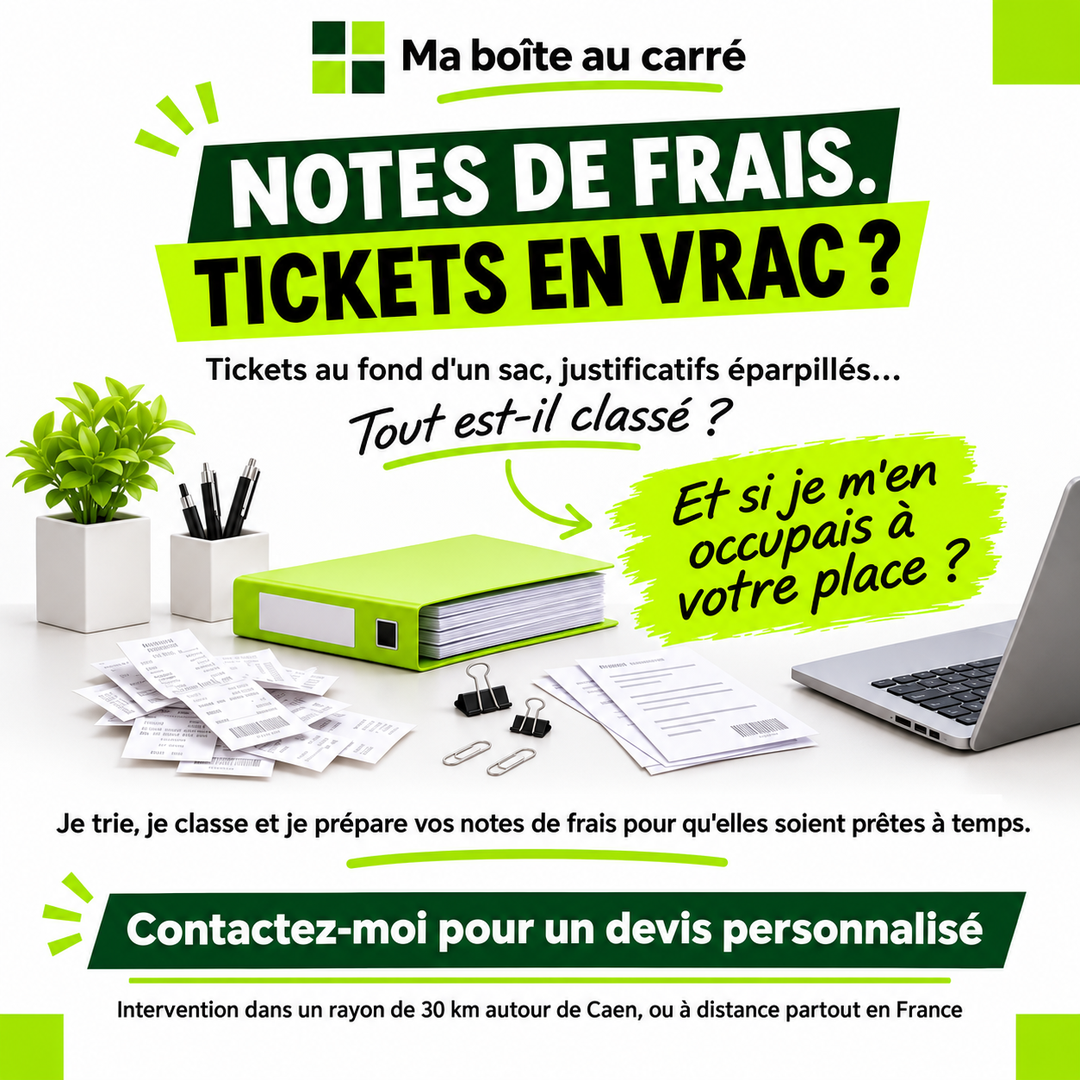 Ma boîte au carré
NOTES DE FRAIS.
TICKETS EN VRAC ?
Tickets au fond d'un sac, justificatifs éparpillés...
Tout est-il classé ?
Et si je m'en
occupais à
votre place ?
Je trie, je classe et je prépare vos notes de frais pour qu'elles soient prêtes à temps.
Contactez-moi pour un devis personnalisé
Intervention dans un rayon de 30 km autour de Caen, ou à distance partout en France